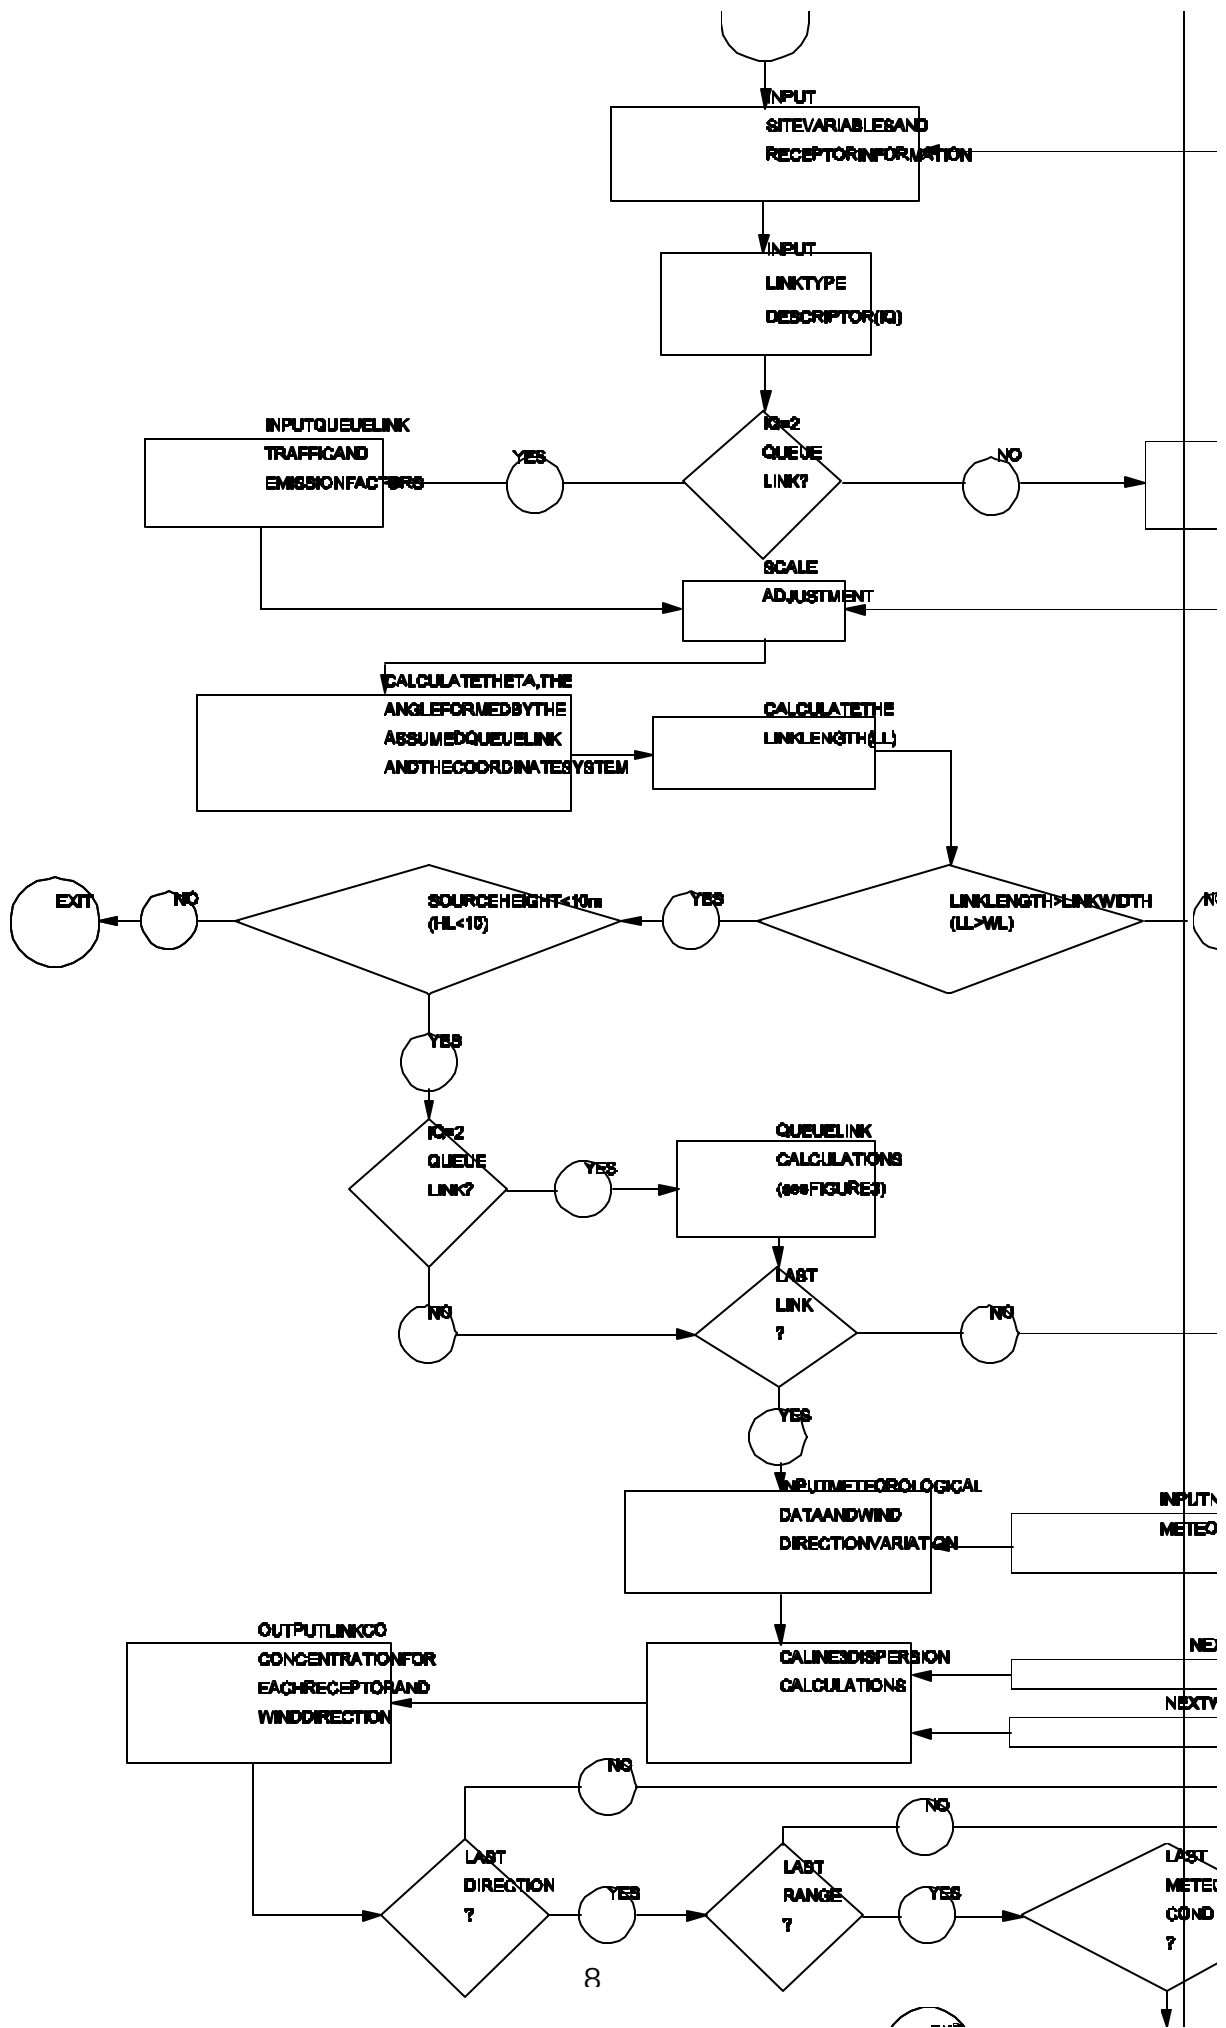 INPUT
SITEVARIABLESAND
RECEPTORINFORMATION
INPUT
LINKTYPE
DESCRIPTOR(IQ)
IQ=2
QUEUE
LINK?
INPUTQUEUELINK
TRAFFICAND
EMISSIONFACTORS
YES
NO
SCALE
ADJUSTMENT
CALCULATETHETA,THE
ANGLEFORMEDBYTHE
ASSUMEDQUEUELINK
ANDTHECOORDINATESYSTEM
CALCULATETHE
LINKLENGTH(LL)
EXIT
NO
SOURCEHEIGHT<10m
(HL<10)
YES
LINKLENGTH>LINKWIDTH
(LL>WL)
YES
IQ=2
QUEUE
LINK?
YES
QUEUELINK
CALCULATIONS
(seeFIGURE3)
NO
LAST
LINK
?
NO
YES
INPUTMETEOROLOGICAL
DATAANDWIND
DIRECTIONVARIATION
OUTPUTLINKCO
CONCENTRATIONFOR
EACHRECEPTORAND
WINDDIRECTION
CALINE3DISPERSION
CALCULATIONS
NO
NO
LAST
DIRECTION
?
YES
LAST
RANGE
?
YES
LAST
COND
?
8